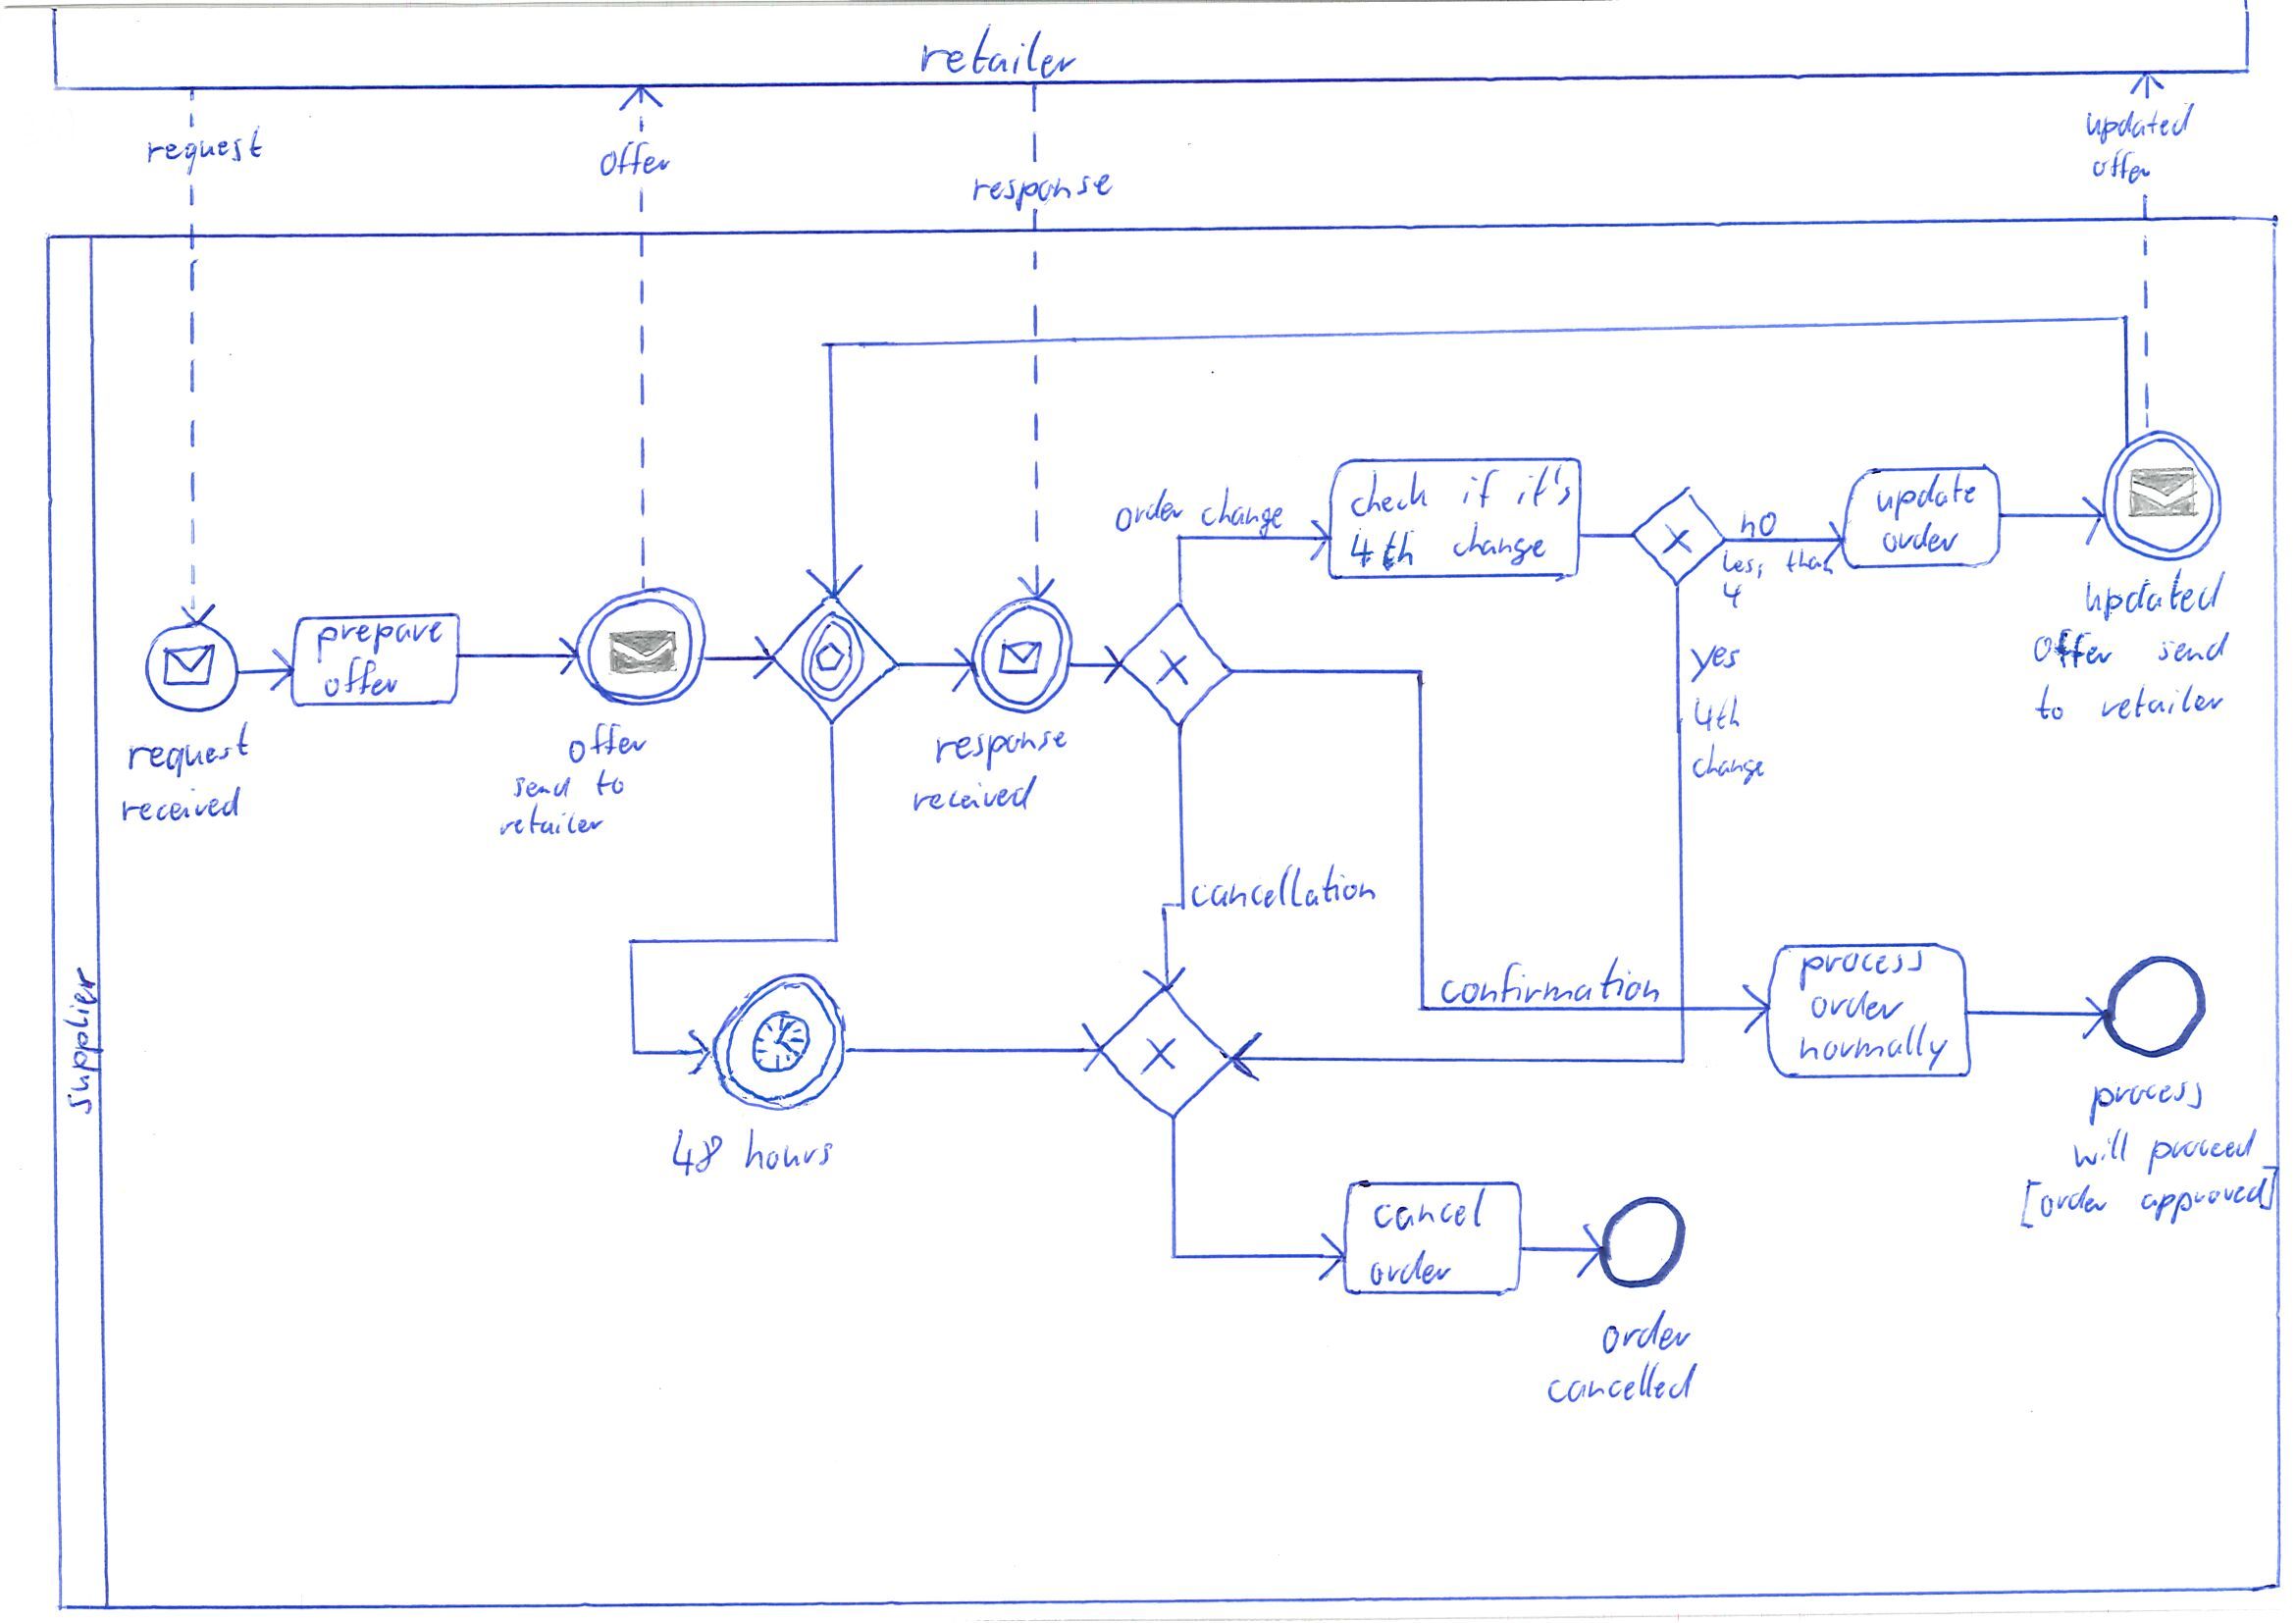 retailer
request
offer
response
updated
offer
Supplier
request
received
prepare
offer
offer
send to
retailer
response
received
order change
check if it's
4th change
no
less than
4
yes
4th
change
update
order
updated
offer send
to retailer
cancellation
confirmation
48 hours
process
order
normally
process
will proceed
[order approved]
cancel
order
order
cancelled